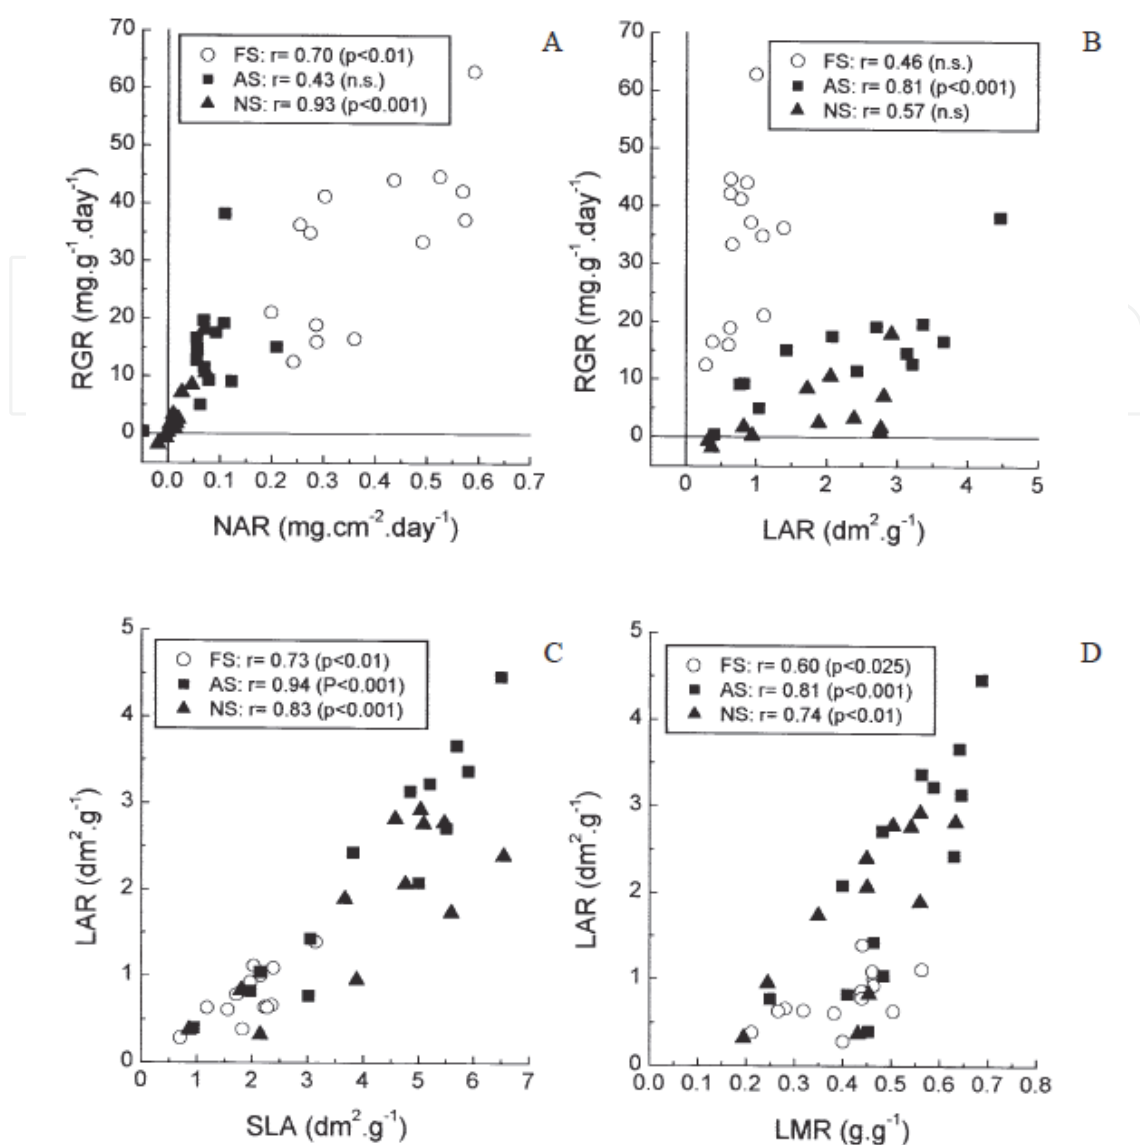 A
FS: r= 0.70 (p<0.01)
AS: r= 0.43 (n.s.)
NS: r= 0.93 (p<0.001)
70
60
50
40
30
20
10
0
RGR (mg.g⁻¹.day⁻¹)
0.0 0.1 0.2 0.3 0.4 0.5 0.6 0.7
NAR (mg.cm⁻².day⁻¹)
B
FS: r= 0.46 (n.s.)
AS: r= 0.81 (p<0.001)
NS: r= 0.57 (n.s)
70
60
50
40
30
20
10
0
RGR (mg.g⁻¹.day⁻¹)
0 1 2 3 4 5
LAR (dm².g⁻¹)
C
FS: r= 0.73 (p<0.01)
AS: r= 0.94 (P<0.001)
NS: r= 0.83 (p<0.001)
5
4
3
2
1
0
LAR (dm².g⁻¹)
0 1 2 3 4 5 6 7
SLA (dm².g⁻¹)
D
FS: r= 0.60 (p<0.025)
AS: r= 0.81 (p<0.001)
NS: r= 0.74 (p<0.01)
5
4
3
2
1
0
LAR (dm².g⁻¹)
0.0 0.1 0.2 0.3 0.4 0.5 0.6 0.7 0.8
LMR (g.g⁻¹)